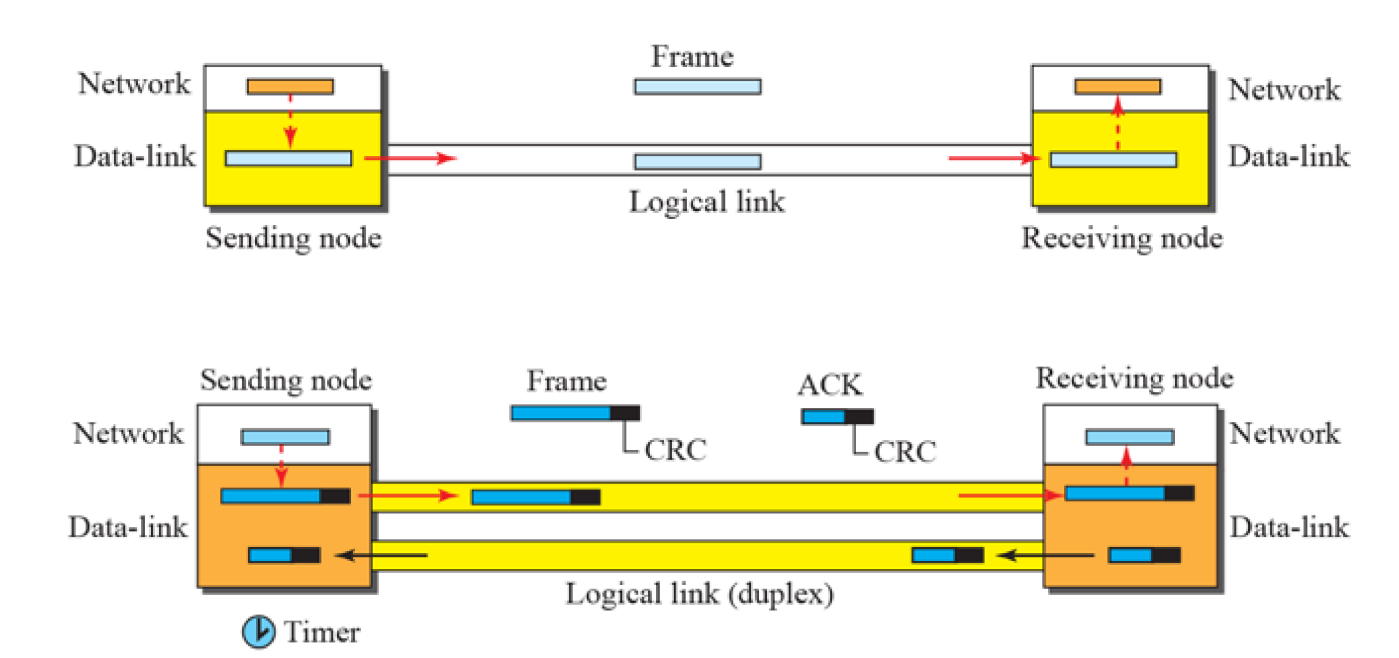 Frame
Network
Network
Data-link
Data-link
Logical link
Sending node
Receiving node
Sending node
Frame
ACK
Receiving node
Network
CRC
CRC
Network
Data-link
Data-link
Logical link (duplex)
Timer